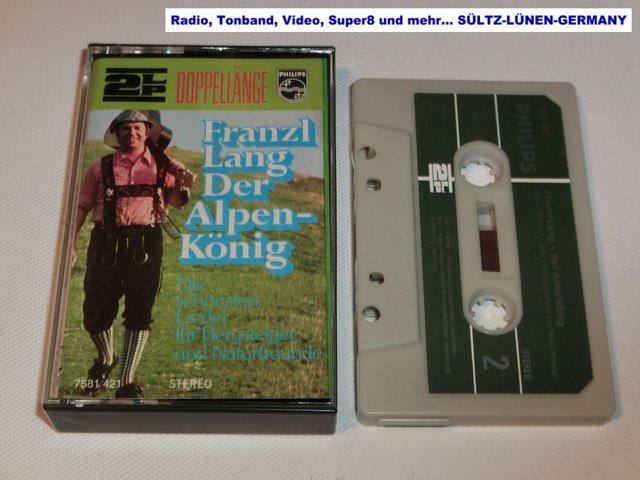 Radio, Tonband, Video, Super8 und mehr... SÜLTZ-LÜNEN-GERMANY
2LP DOPPELLÄNGE PHILIPS
Franzl
Lang
Der
Alpen-
König
Die
schönsten
Lieder
für Bergsteiger
und Naturfreunde
7581 421 STEREO
PHILIPS
2LP
Franzl Lang – Der Alpenkönig
STEREO
2